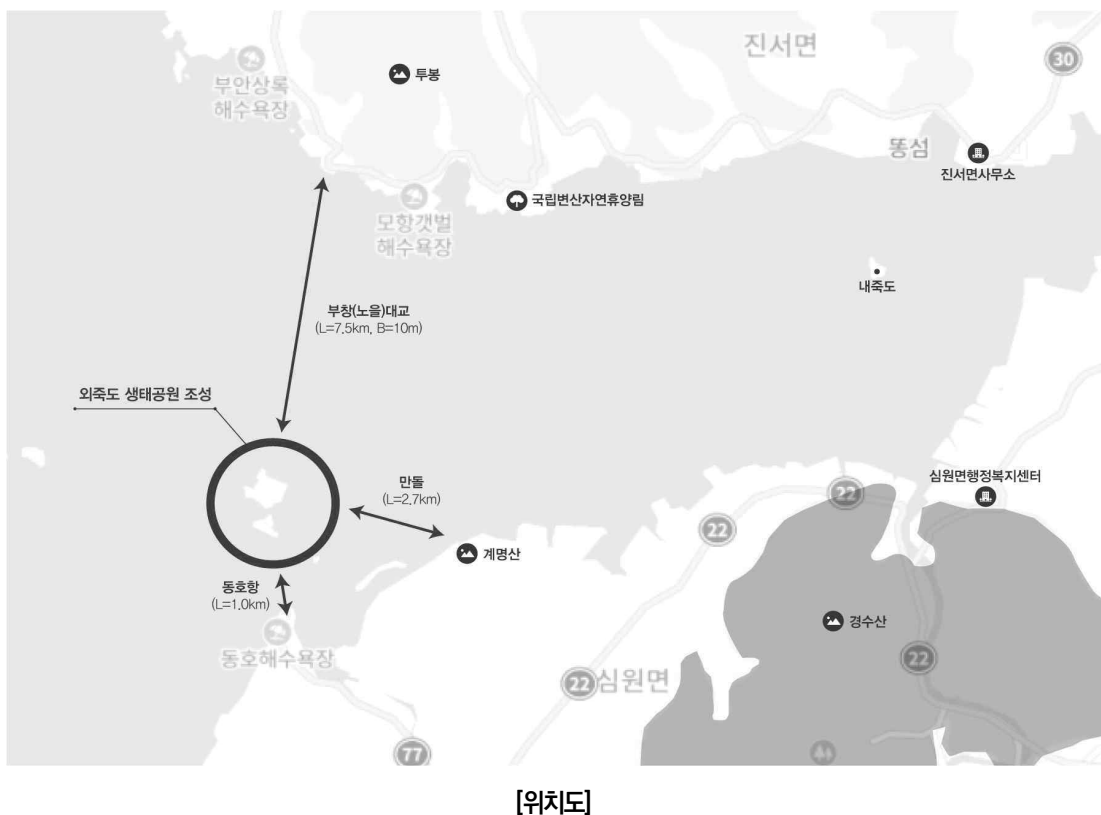 진서면
30
부안상록
해수욕장
투봉
똥섬
진서면사무소
국립변산자연휴양림
모항갯벌
해수욕장
내죽도
부창(노을)대교
(L=7.5km, B=10m)
외죽도 생태공원 조성
만돌
(L=2.7km)
심원면행정복지센터
22
22
계명산
동호항
(L=1.0km)
경수산
동호해수욕장
22
22
심원면
77
[위치도]